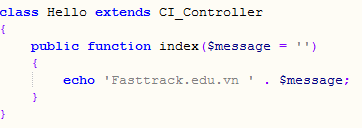 class Hello extends CI_Controller
{
public function index($message = '')
{
echo 'Fasttrack.edu.vn ' . $message;
}
}